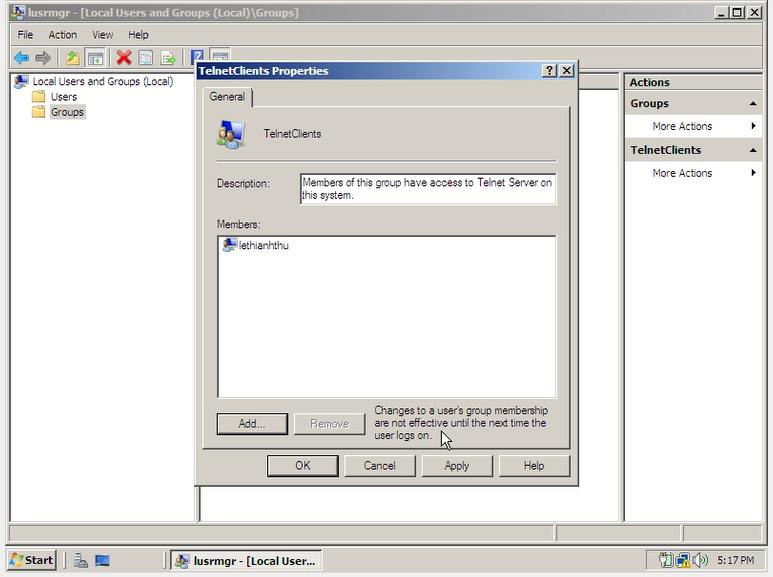 lusrmgr - [Local Users and Groups (Local)\Groups]
File Action View Help
Local Users and Groups (Local)
Users
Groups
TelnetClients Properties
General
TelnetClients
Description:
Members of this group have access to Telnet Server on
this system.
Members:
lethianhthu
Add...
Remove
Changes to a user's group membership
are not effective until the next time the
user logs on.
OK
Cancel
Apply
Help
Actions
Groups
More Actions
TelnetClients
More Actions
Start
lusrmgr - [Local User...
5:17 PM